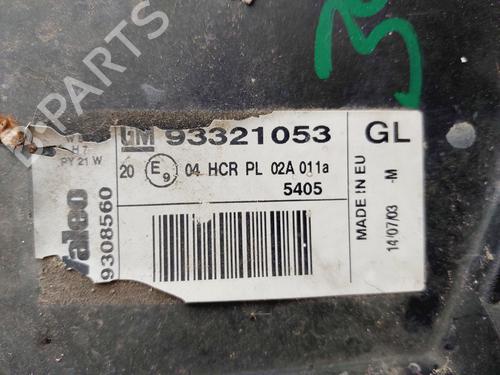 B-PARTS
H 7
PY 21 W
GM 93321053 GL
20 E9 04 HCR PL 02A 011a
5405
Valeo
9308560
MADE IN EU
14/07/03 -M